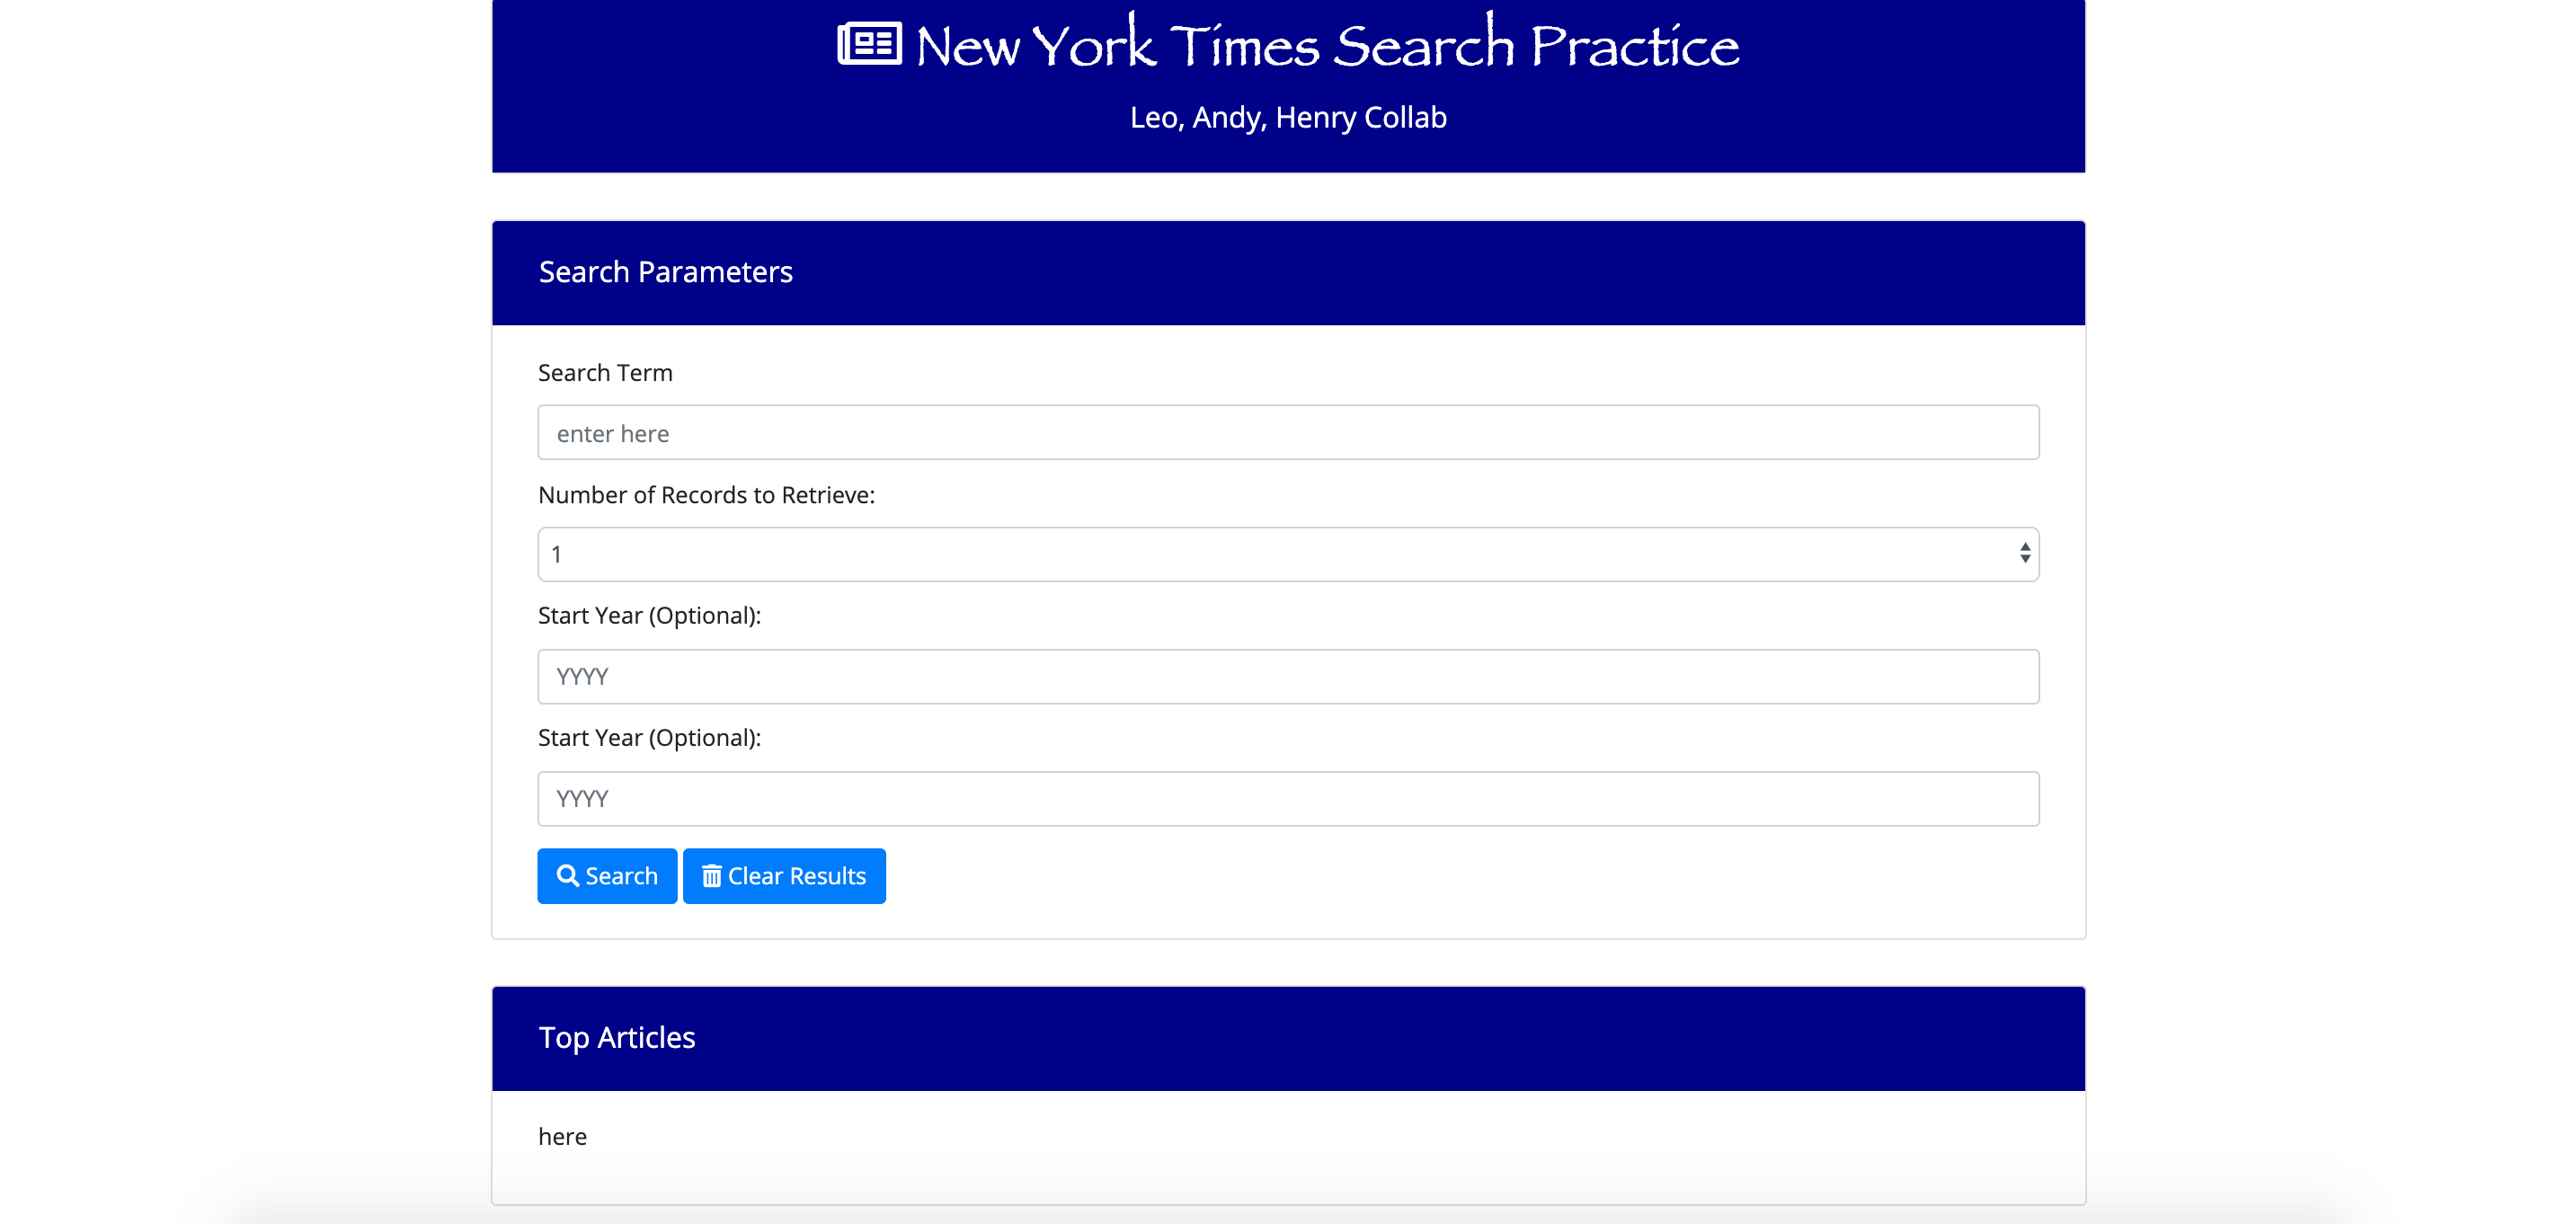 New York Times Search Practice
Leo, Andy, Henry Collab
Search Parameters
Search Term
enter here
Number of Records to Retrieve:
1
Start Year (Optional):
YYYY
Start Year (Optional):
YYYY
Search
Clear Results
Top Articles
here